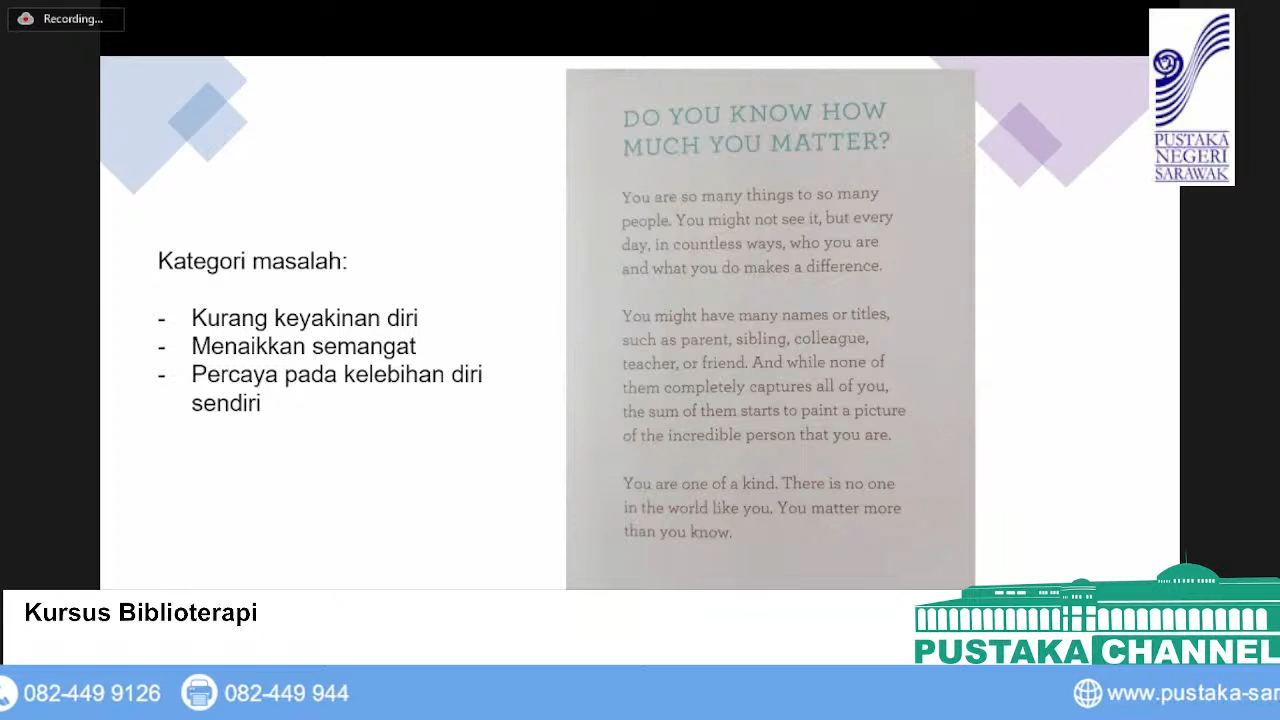 Recording...
PUSTAKA
NEGERI
SARAWAK
DO YOU KNOW HOW
MUCH YOU MATTER?
You are so many things to so many
people. You might not see it, but every
day, in countless ways, who you are
and what you do makes a difference.
You might have many names or titles,
such as parent, sibling, colleague,
teacher, or friend. And while none of
them completely captures all of you,
the sum of them starts to paint a picture
of the incredible person that you are.
You are one of a kind. There is no one
in the world like you. You matter more
than you know.
Kategori masalah:
- Kurang keyakinan diri
- Menaikkan semangat
- Percaya pada kelebihan diri
sendiri
Kursus Biblioterapi
PUSTAKA CHANNEL
082-449 9126 082-449 944 www.pustaka-sar